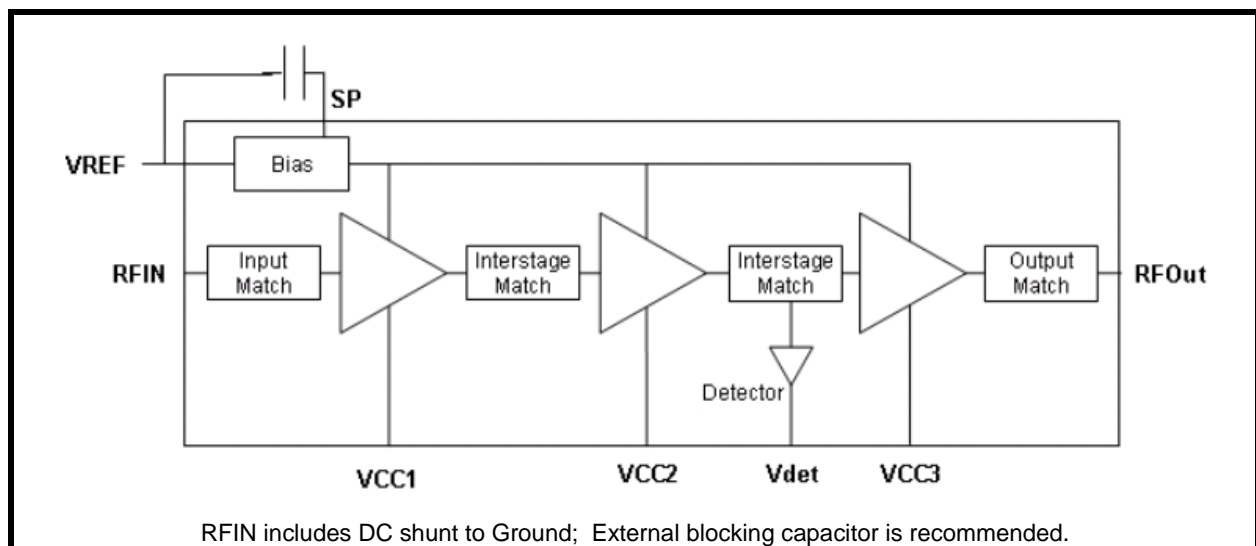 SP
VREF
Bias
RFIN
Input
Match
Interstage
Match
Interstage
Match
Output
Match
RFOut
Detector
VCC1
VCC2
Vdet
VCC3
RFIN includes DC shunt to Ground;  External blocking capacitor is recommended.